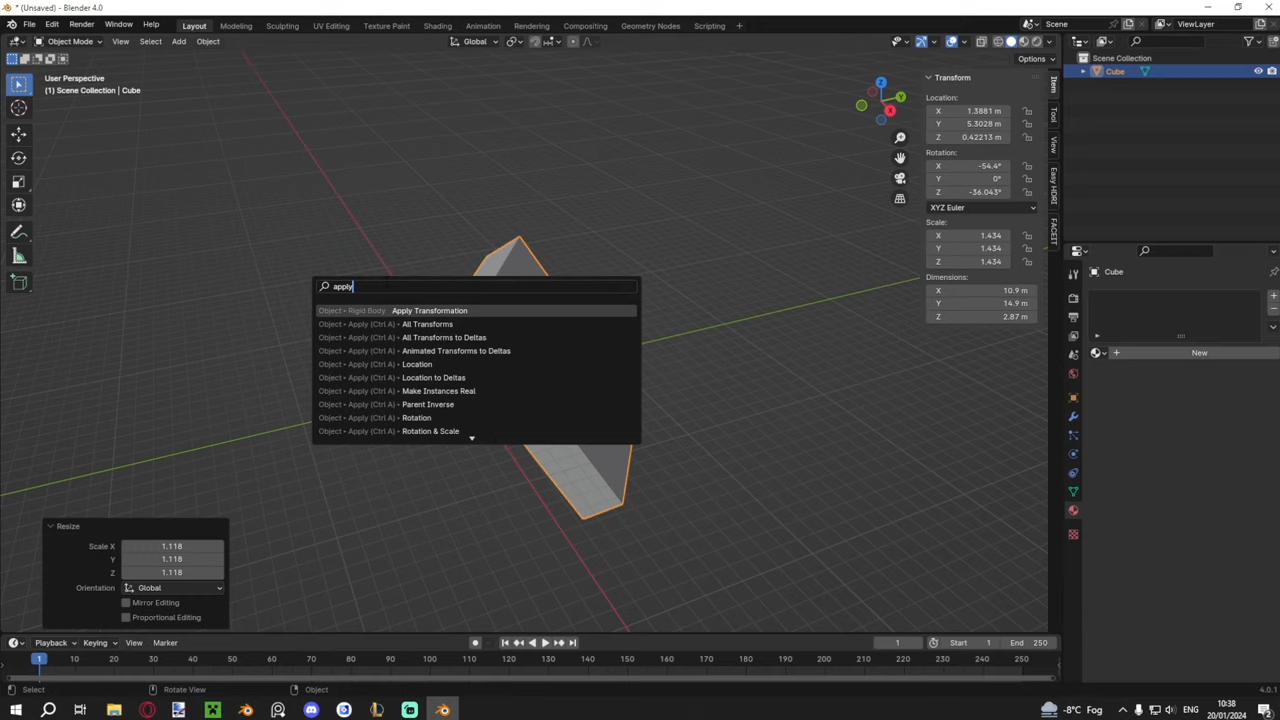 * (Unsaved) - Blender 4.0
File Edit Render Window Help Layout Modeling Sculpting UV Editing Texture Paint Shading Animation Rendering Compositing Geometry Nodes Scripting Scene ViewLayer
Object Mode View Select Add Object Global
Options
User Perspective
(1) Scene Collection | Cube
Scene Collection
Cube
Z
Y
X
Transform
Location:
X 1.3881 m
Y 5.3028 m
Z 0.42213 m
Rotation:
X -54.4°
Y 0°
Z -36.043°
XYZ Euler
Scale:
X 1.434
Y 1.434
Z 1.434
Dimensions:
X 10.9 m
Y 14.9 m
Z 2.87 m
Item
Tool
View
Easy HDRI
FACEIT
apply
Object ▸ Rigid Body Apply Transformation
Object ▸ Apply (Ctrl A) ▸ All Transforms
Object ▸ Apply (Ctrl A) ▸ All Transforms to Deltas
Object ▸ Apply (Ctrl A) ▸ Animated Transforms to Deltas
Object ▸ Apply (Ctrl A) ▸ Location
Object ▸ Apply (Ctrl A) ▸ Location to Deltas
Object ▸ Apply (Ctrl A) ▸ Make Instances Real
Object ▸ Apply (Ctrl A) ▸ Parent Inverse
Object ▸ Apply (Ctrl A) ▸ Rotation
Object ▸ Apply (Ctrl A) ▸ Rotation & Scale
Cube
New
Resize
Scale X 1.118
Y 1.118
Z 1.118
Orientation Global
Mirror Editing
Proportional Editing
Playback Keying View Marker 1 Start 1 End 250
1 10 20 30 40 50 60 70 80 90 100 110 120 130 140 150 160 170 180 190 200 210 220 230 240 250
Select Rotate View Object 4.0.1
-8°C Fog ENG 10:38
20/01/2024
2